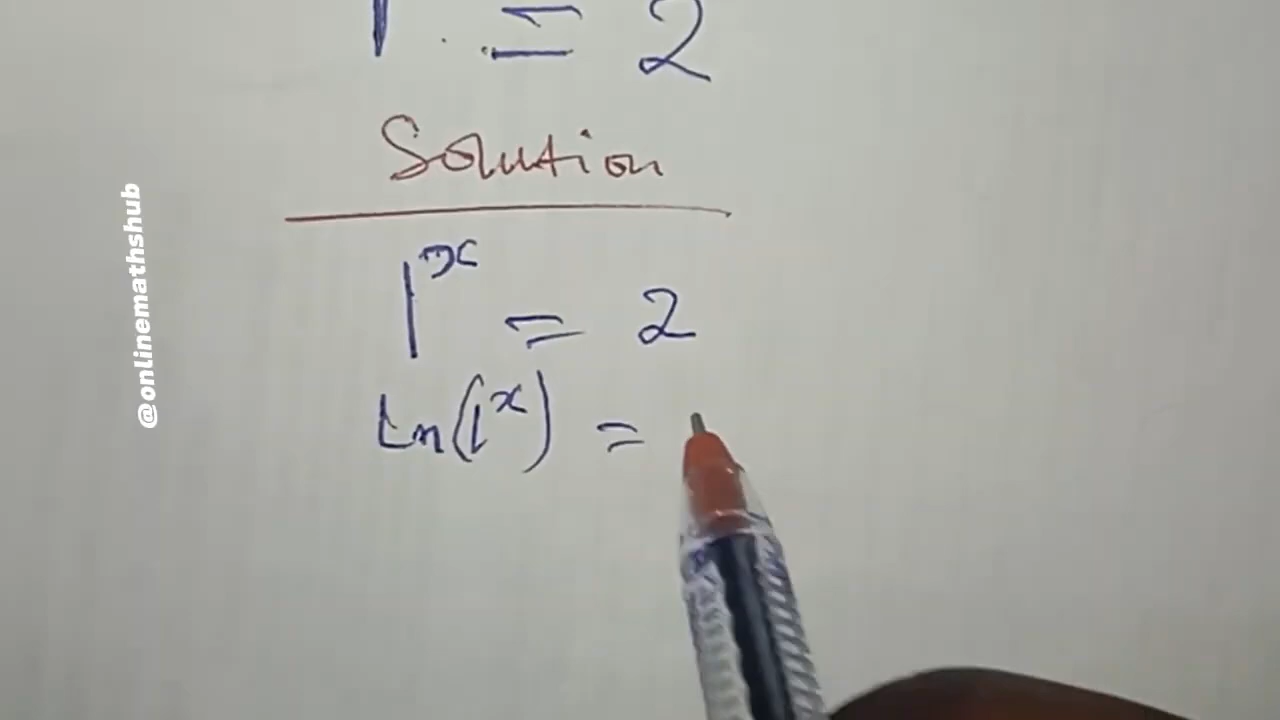 1 = 2
Solution
1^x = 2
Ln(1^x) =
@onlinemathshub